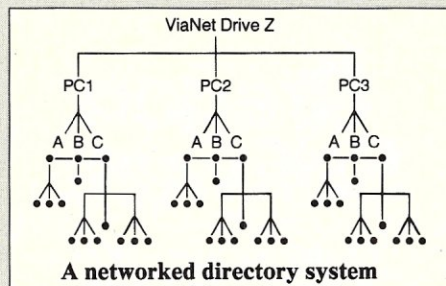 ViaNet Drive Z
PC1 PC2 PC3
A B C A B C A B C
A networked directory system